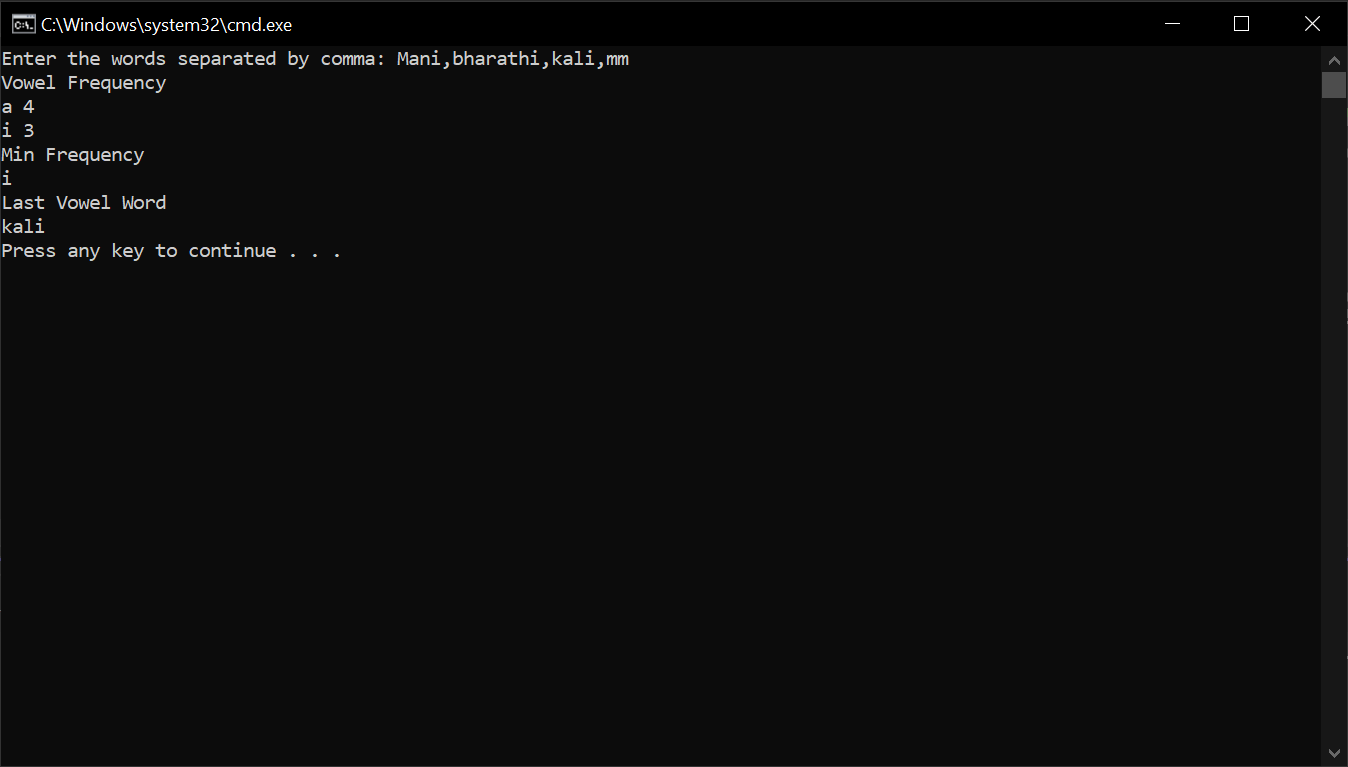 C:\Windows\system32\cmd.exe
Enter the words separated by comma: Mani,bharathi,kali,mm
Vowel Frequency
a 4
i 3
Min Frequency
i
Last Vowel Word
kali
Press any key to continue . . .